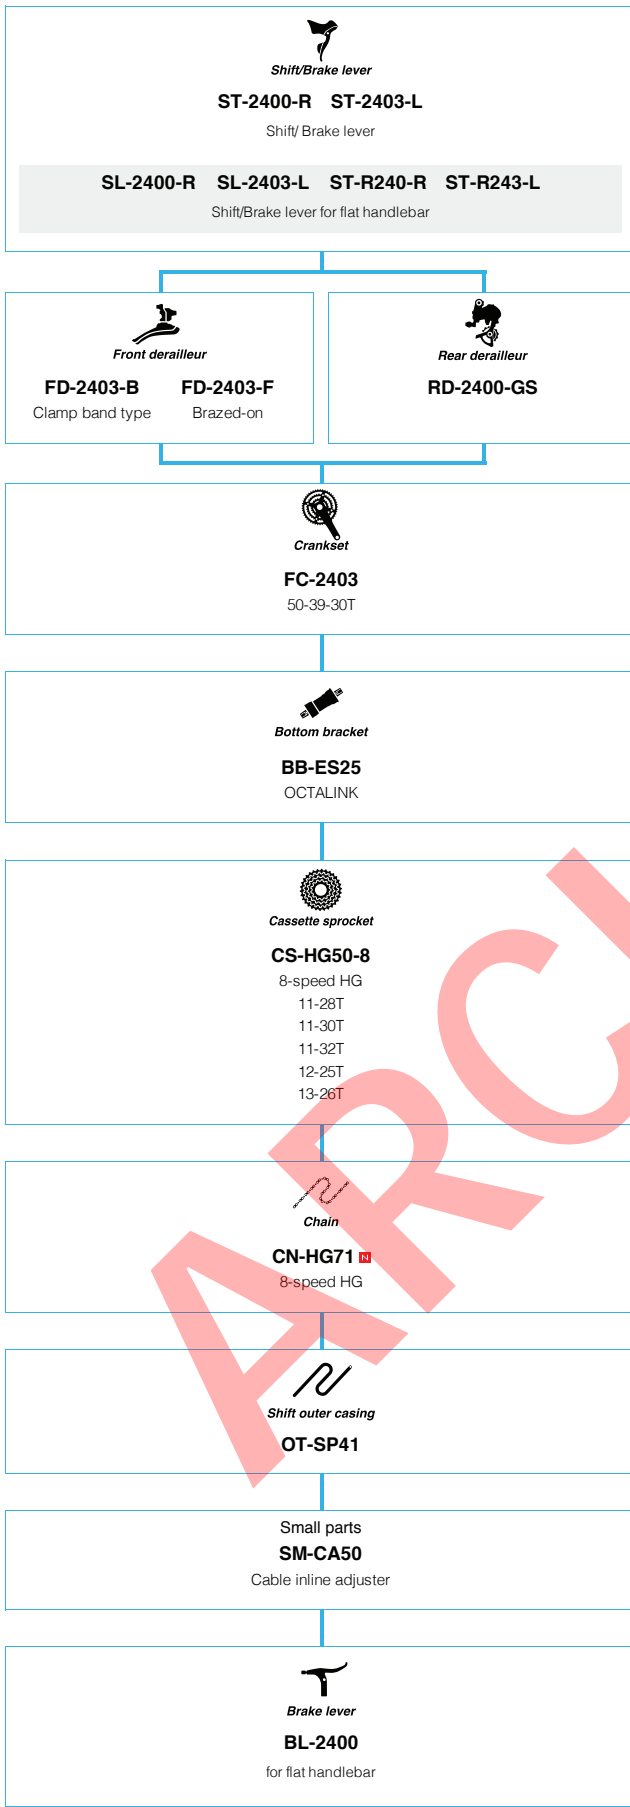 Shift/Brake lever
ST-2400-R ST-2403-L
Shift/ Brake lever
SL-2400-R SL-2403-L ST-R240-R ST-R243-L
Shift/Brake lever for flat handlebar
Front derailleur
FD-2403-B FD-2403-F
Clamp band type Brazed-on
Rear derailleur
RD-2400-GS
Crankset
FC-2403
50-39-30T
Bottom bracket
BB-ES25
OCTALINK
Cassette sprocket
CS-HG50-8
8-speed HG
11-28T
11-30T
11-32T
12-25T
13-26T
Chain
CN-HG71 N
8-speed HG
Shift outer casing
OT-SP41
Small parts
SM-CA50
Cable inline adjuster
Brake lever
BL-2400
for flat handlebar